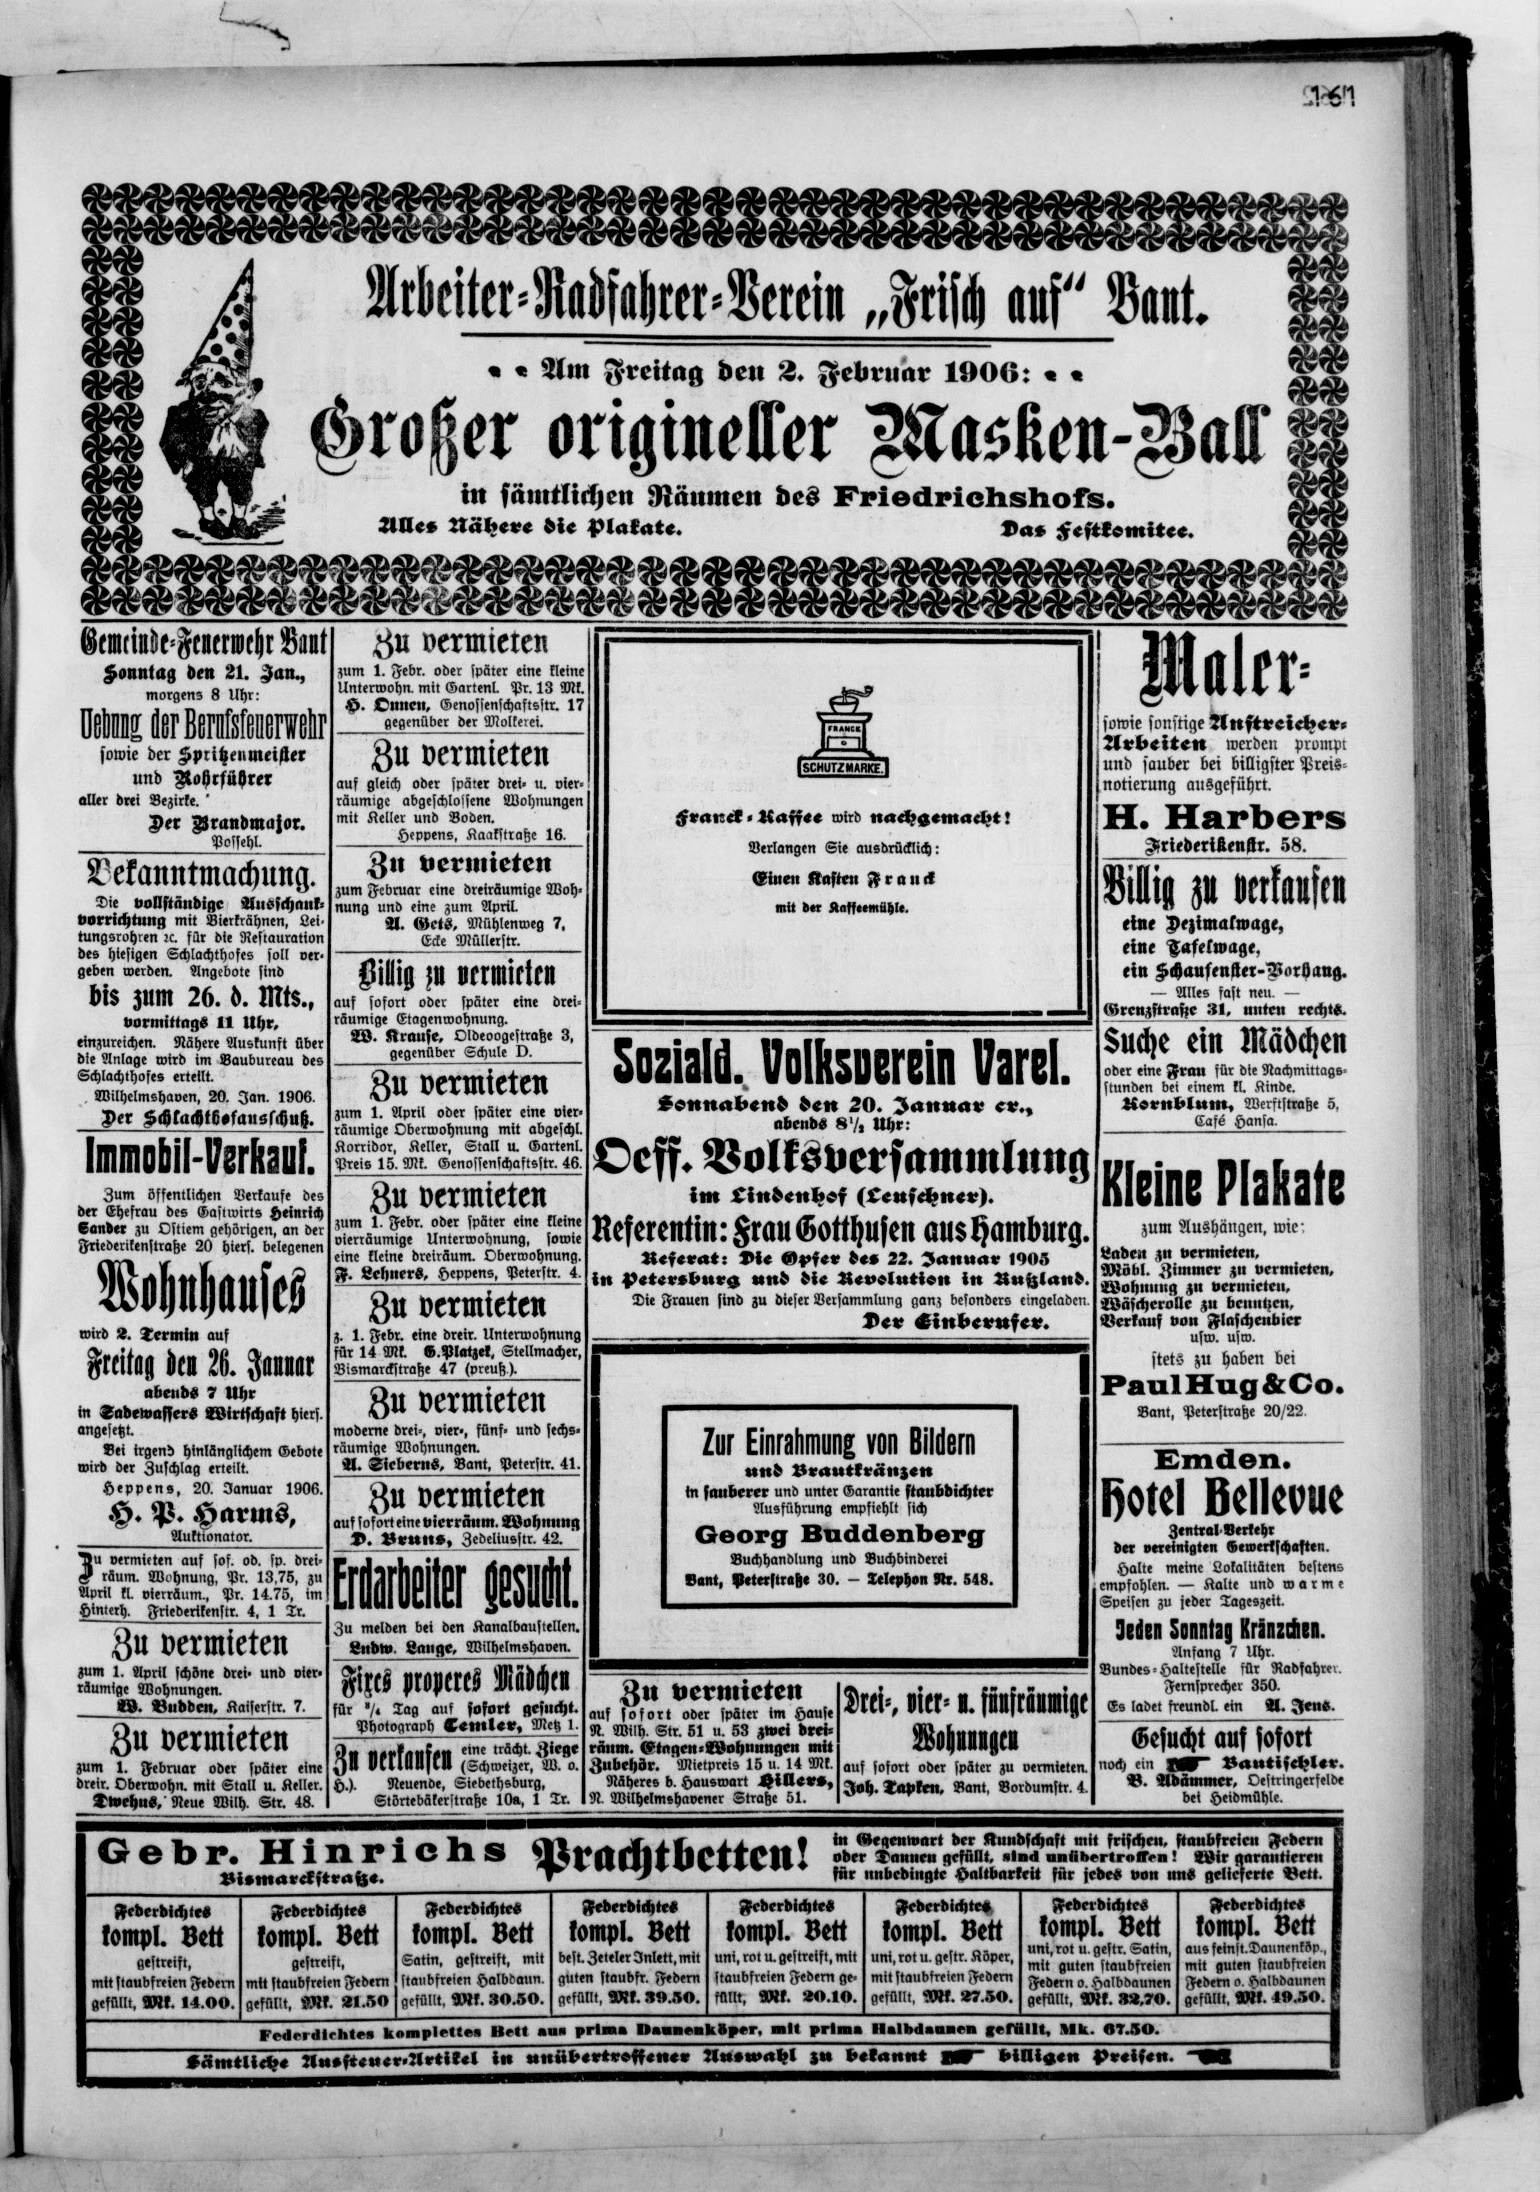 Arbeiter-Radfahrer-Verein „Frisch auf“ Bant.
Am Freitag den 2. Februar 1906:
Großer origineller Masken-Ball
in sämtlichen Räumen des Friedrichshofs.
Alles Nähere die Plakate.
Das Festkomitee.
Gemeinde-Feuerwehr Bant
Sonntag den 21. Jan.,
morgens 8 Uhr:
Uebung der Berufsfeuerwehr
sowie der Spritzenmeister
und Rohrführer
aller drei Bezirke.
Der Brandmajor.
Possehl.
Bekanntmachung.
Die vollständige Ausschank-
vorrichtung mit Bierkrähnen, Lei-
tungsrohren ꝛc. für die Restauration
des hiesigen Schlachthofes soll ver-
geben werden. Angebote sind
bis zum 26. d. Mts.,
vormittags 11 Uhr,
einzureichen. Nähere Auskunft über
die Anlage wird im Baubureau des
Schlachthofes erteilt.
Wilhelmshaven, 20. Jan. 1906.
Der Schlachthofausschuß.
Immobil-Verkauf.
Zum öffentlichen Verkaufe des
der Ehefrau des Gastwirts Heinrich
Sander zu Ostiem gehörigen, an der
Friederikenstraße 20 hiers. belegenen
Wohnhauses
wird 2. Termin auf
Freitag den 26. Januar
abends 7 Uhr
in Sadewassers Wirtschaft hiers.
angesetzt.
Bei irgend hinlänglichem Gebote
wird der Zuschlag erteilt.
Heppens, 20. Januar 1906.
H. P. Harms,
Auktionator.
Zu vermieten auf sof. od. sp. drei-
räum. Wohnung, Pr. 13,75, zu
April kl. vierräum., Pr. 14.75, im
Hinterh. Friederikenstr. 4, 1 Tr.
Zu vermieten
zum 1. April schöne drei- und vier-
räumige Wohnungen.
W. Budden, Kaiserstr. 7.
Zu vermieten
zum 1. Februar oder später eine
dreir. Oberwohn. mit Stall u. Keller.
Dwehus, Neue Wilh. Str. 48.
Zu vermieten
zum 1. Febr. oder später eine kleine
Unterwohn. mit Gartenl. Pr. 13 Mk.
H. Onnen, Genossenschaftsstr. 17
gegenüber der Molkerei.
Zu vermieten
auf gleich oder später drei- u. vier-
räumige abgeschlossene Wohnungen
mit Keller und Boden.
Heppens, Kaakstraße 16.
Zu vermieten
zum Februar eine dreiräumige Woh-
nung und eine zum April.
A. Gets, Mühlenweg 7,
Ecke Müllerstr.
Billig zu vermieten
auf sofort oder später eine drei-
räumige Etagenwohnung.
W. Krause, Oldeoogestraße 3,
gegenüber Schule D.
Zu vermieten
zum 1. April oder später eine vier-
räumige Oberwohnung mit abgeschl.
Korridor, Keller, Stall u. Gartenl.
Preis 15. Mk. Genossenschaftsstr. 46.
Zu vermieten
zum 1. Febr. oder später eine kleine
vierräumige Unterwohnung, sowie
eine kleine dreiräum. Oberwohnung.
F. Lehners, Heppens, Peterstr. 4.
Zu vermieten
z. 1. Febr. eine dreir. Unterwohnung
für 14 Mk. G. Platzek, Stellmacher,
Bismarckstraße 47 (preuß.).
Zu vermieten
moderne drei-, vier-, fünf- und sechs-
räumige Wohnungen.
A. Sieberns, Bant, Peterstr. 41.
Zu vermieten
auf sofort eine vierräum. Wohnung
D. Bruns, Zedeliusstr. 42.
Erdarbeiter gesucht.
Zu melden bei den Kanalbaustellen.
Ludw. Lange, Wilhelmshaven.
Fixes properes Mädchen
für ¾ Tag auf sofort gesucht.
Photograph Temler, Metz 1.
Zu verkaufen eine trächt. Ziege
(Schweizer, W. o.
H.). Neuende, Siebethsburg,
Störtebäkerstraße 10a, 1 Tr.
FRANCK
SCHUTZMARKE.
Franck-Kaffee wird nachgemacht!
Verlangen Sie ausdrücklich:
Einen Kasten Franck
mit der Kaffeemühle.
Soziald. Volksverein Varel.
Sonnabend den 20. Januar cr.,
abends 8½ Uhr:
Oeff. Volksversammlung
im Lindenhof (Leuschner).
Referentin: Frau Gotthusen aus Hamburg.
Referat: Die Opfer des 22. Januar 1905
in Petersburg und die Revolution in Rußland.
Die Frauen sind zu dieser Versammlung ganz besonders eingeladen.
Der Einberufer.
Zur Einrahmung von Bildern
und Brautkränzen
in sauberer und unter Garantie staubdichter
Ausführung empfiehlt sich
Georg Buddenberg
Buchhandlung und Buchbinderei
Bant, Peterstraße 30. — Telephon Nr. 548.
Zu vermieten
auf sofort oder später im Hause
N. Wilh. Str. 51 u. 53 zwei drei-
räum. Etagen-Wohnungen mit
Zubehör. Mietpreis 15 u. 14 Mk.
Näheres b. Hauswart Hillers,
N. Wilhelmshavener Straße 51.
Drei-, vier- u. fünfräumige
Wohnungen
auf sofort oder später zu vermieten.
Joh. Tapken, Bant, Bordumstr. 4.
Maler-
sowie sonstige Anstreicher-
Arbeiten werden prompt
und sauber bei billigster Preis-
notierung ausgeführt.
H. Harbers
Friederikenstr. 58.
Billig zu verkaufen
eine Dezimalwage,
eine Tafelwage,
ein Schaufenster-Vorhang.
— Alles fast neu. —
Grenzstraße 31, unten rechts.
Suche ein Mädchen
oder eine Frau für die Nachmittags-
stunden bei einem kl. Kinde.
Kornblum, Werftstraße 5,
Café Hansa.
Kleine Plakate
zum Aushängen, wie:
Laden zu vermieten,
Möbl. Zimmer zu vermieten,
Wohnung zu vermieten,
Wäscherolle zu benutzen,
Verkauf von Flaschenbier
usw. usw.
stets zu haben bei
Paul Hug & Co.
Bant, Peterstraße 20/22.
Emden.
Hotel Bellevue
Zentral-Verkehr
der vereinigten Gewerkschaften.
Halte meine Lokalitäten bestens
empfohlen. — Kalte und warme
Speisen zu jeder Tageszeit.
Jeden Sonntag Kränzchen.
Anfang 7 Uhr.
Bundes-Haltestelle für Radfahrer.
Fernsprecher 350.
Es ladet freundl. ein A. Jens.
Gesucht auf sofort
noch ein Bautischler.
B. Adämmer, Oestringerfelde
bei Heidmühle.
Gebr. Hinrichs
Bismarckstraße.
Prachtbetten!
in Gegenwart der Kundschaft mit frischen, staubfreien Federn
oder Daunen gefüllt, sind unübertroffen! Wir garantieren
für unbedingte Haltbarkeit für jedes von uns gelieferte Bett.
Federdichtes
kompl. Bett
gestreift,
mit staubfreien Federn
gefüllt, Mk. 14.00.
Federdichtes
kompl. Bett
gestreift,
mit staubfreien Federn
gefüllt, Mk. 21.50
Federdichtes
kompl. Bett
Satin, gestreift, mit
staubfreien Halbdaun.
gefüllt, Mk. 30.50.
Federdichtes
kompl. Bett
best. Zeteler Inlett, mit
guten staubfr. Federn
gefüllt, Mk. 39.50.
Federdichtes
kompl. Bett
uni, rot u. gestreift, mit
staubfreien Federn ge-
füllt, Mk. 20.10.
Federdichtes
kompl. Bett
uni, rot u. gestr. Köper,
mit staubfreien Federn
gefüllt, Mk. 27.50.
Federdichtes
kompl. Bett
uni, rot u. gestr. Satin,
mit guten staubfreien
Federn o. Halbdaunen
gefüllt, Mk. 32.70.
Federdichtes
kompl. Bett
aus feinst. Daunenköp.,
mit guten staubfreien
Federn o. Halbdaunen
gefüllt, Mk. 49.50.
Federdichtes komplettes Bett aus prima Daunenköper, mit prima Halbdaunen gefüllt, Mk. 67.50.
Sämtliche Aussteuer-Artikel in unübertroffener Auswahl zu bekannt billigen Preisen.